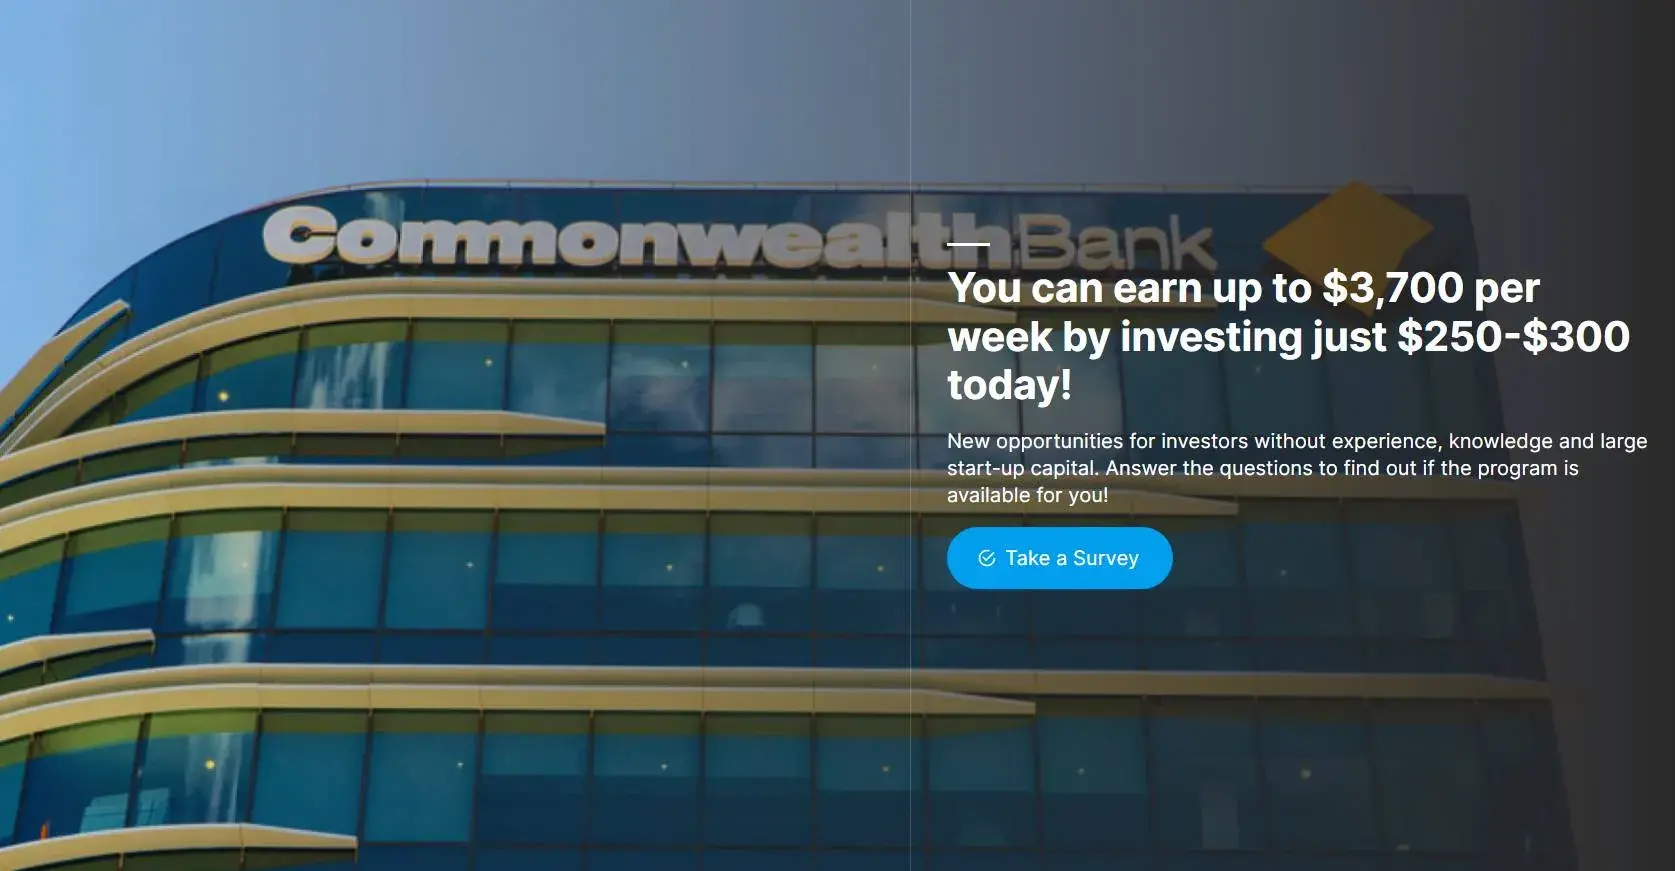 CommonwealthBank
You can earn up to $3,700 per
week by investing just $250-$300
today!
New opportunities for investors without experience, knowledge and large
start-up capital. Answer the questions to find out if the program is
available for you!
Take a Survey